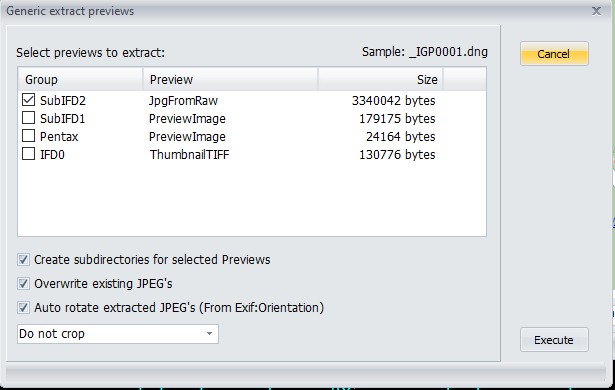 Generic extract previews
Select previews to extract: Sample: _IGP0001.dng
Cancel
Group Preview Size
SubIFD2 JpgFromRaw 3340042 bytes
SubIFD1 PreviewImage 179175 bytes
Pentax PreviewImage 24164 bytes
IFD0 ThumbnailTIFF 130776 bytes
Create subdirectories for selected Previews
Overwrite existing JPEG's
Auto rotate extracted JPEG's (From Exif:Orientation)
Do not crop
Execute